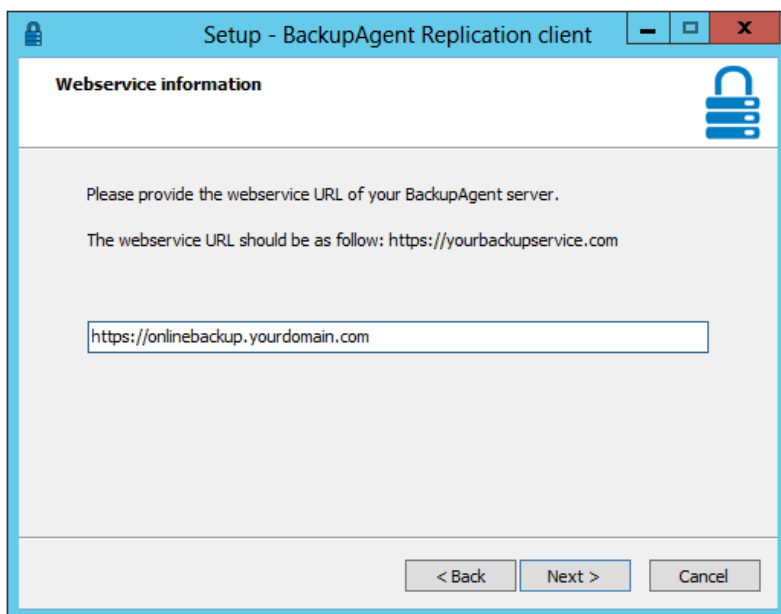 Setup - BackupAgent Replication client
Webservice information
Please provide the webservice URL of your BackupAgent server.
The webservice URL should be as follow: https://yourbackupservice.com
https://onlinebackup.yourdomain.com
< Back Next > Cancel